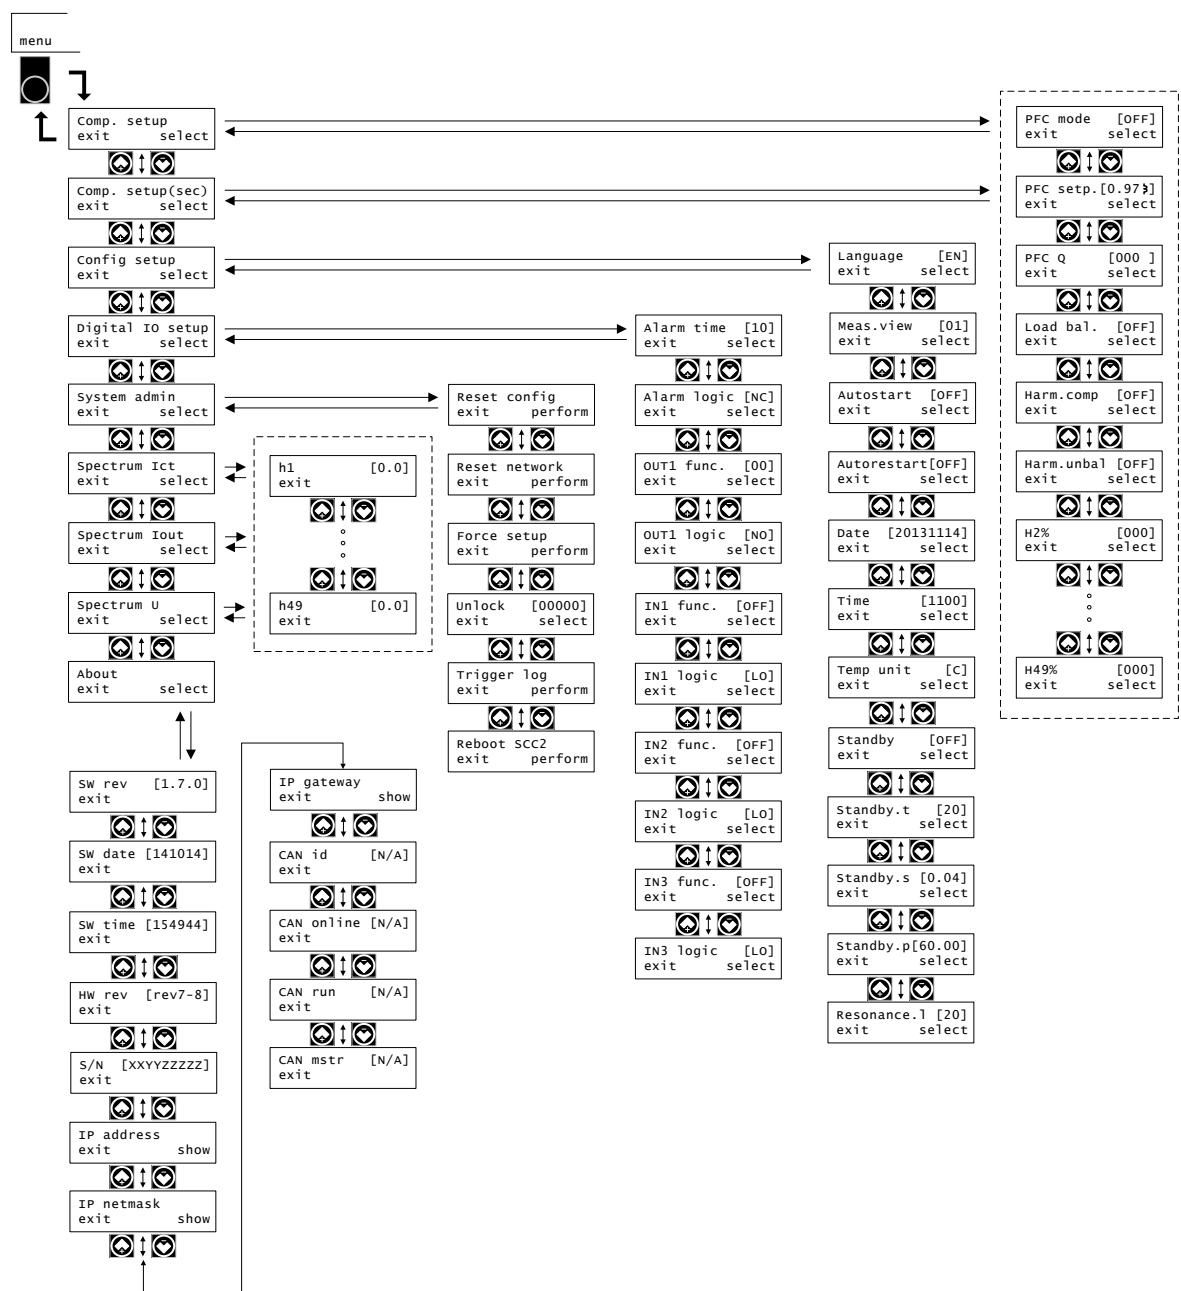 menu
Comp. setup
exit select
Comp. setup(sec)
exit select
Config setup
exit select
Digital IO setup
exit select
System admin
exit select
Spectrum Ict
exit select
Spectrum Iout
exit select
Spectrum U
exit select
About
exit select
SW rev [1.7.0]
exit
SW date [141014]
exit
SW time [154944]
exit
HW rev [rev7-8]
exit
S/N [XXYYZZZZZ]
exit
IP address
exit show
IP netmask
exit show
h1 [0.0]
exit
h49 [0.0]
exit
IP gateway
exit show
CAN id [N/A]
exit
CAN online [N/A]
exit
CAN run [N/A]
exit
CAN mstr [N/A]
exit
Reset config
exit perform
Reset network
exit perform
Force setup
exit perform
Unlock [00000]
exit select
Trigger log
exit perform
Reboot SCC2
exit perform
Alarm time [10]
exit select
Alarm logic [NC]
exit select
OUT1 func. [00]
exit select
OUT1 logic [NO]
exit select
IN1 func. [OFF]
exit select
IN1 logic [LO]
exit select
IN2 func. [OFF]
exit select
IN2 logic [LO]
exit select
IN3 func. [OFF]
exit select
IN3 logic [LO]
exit select
Language [EN]
exit select
Meas.view [01]
exit select
Autostart [OFF]
exit select
Autorestart[OFF]
exit select
Date [20131114]
exit select
Time [1100]
exit select
Temp unit [C]
exit select
Standby [OFF]
exit select
Standby.t [20]
exit select
Standby.s [0.04]
exit select
Standby.p[60.00]
exit select
Resonance.l [20]
exit select
PFC mode [OFF]
exit select
PFC setp.
exit select
PFC Q [000 ]
exit select
Load bal. [OFF]
exit select
Harm.comp [OFF]
exit select
Harm.unbal [OFF]
exit select
H2% [000]
exit select
H49% [000]
exit select